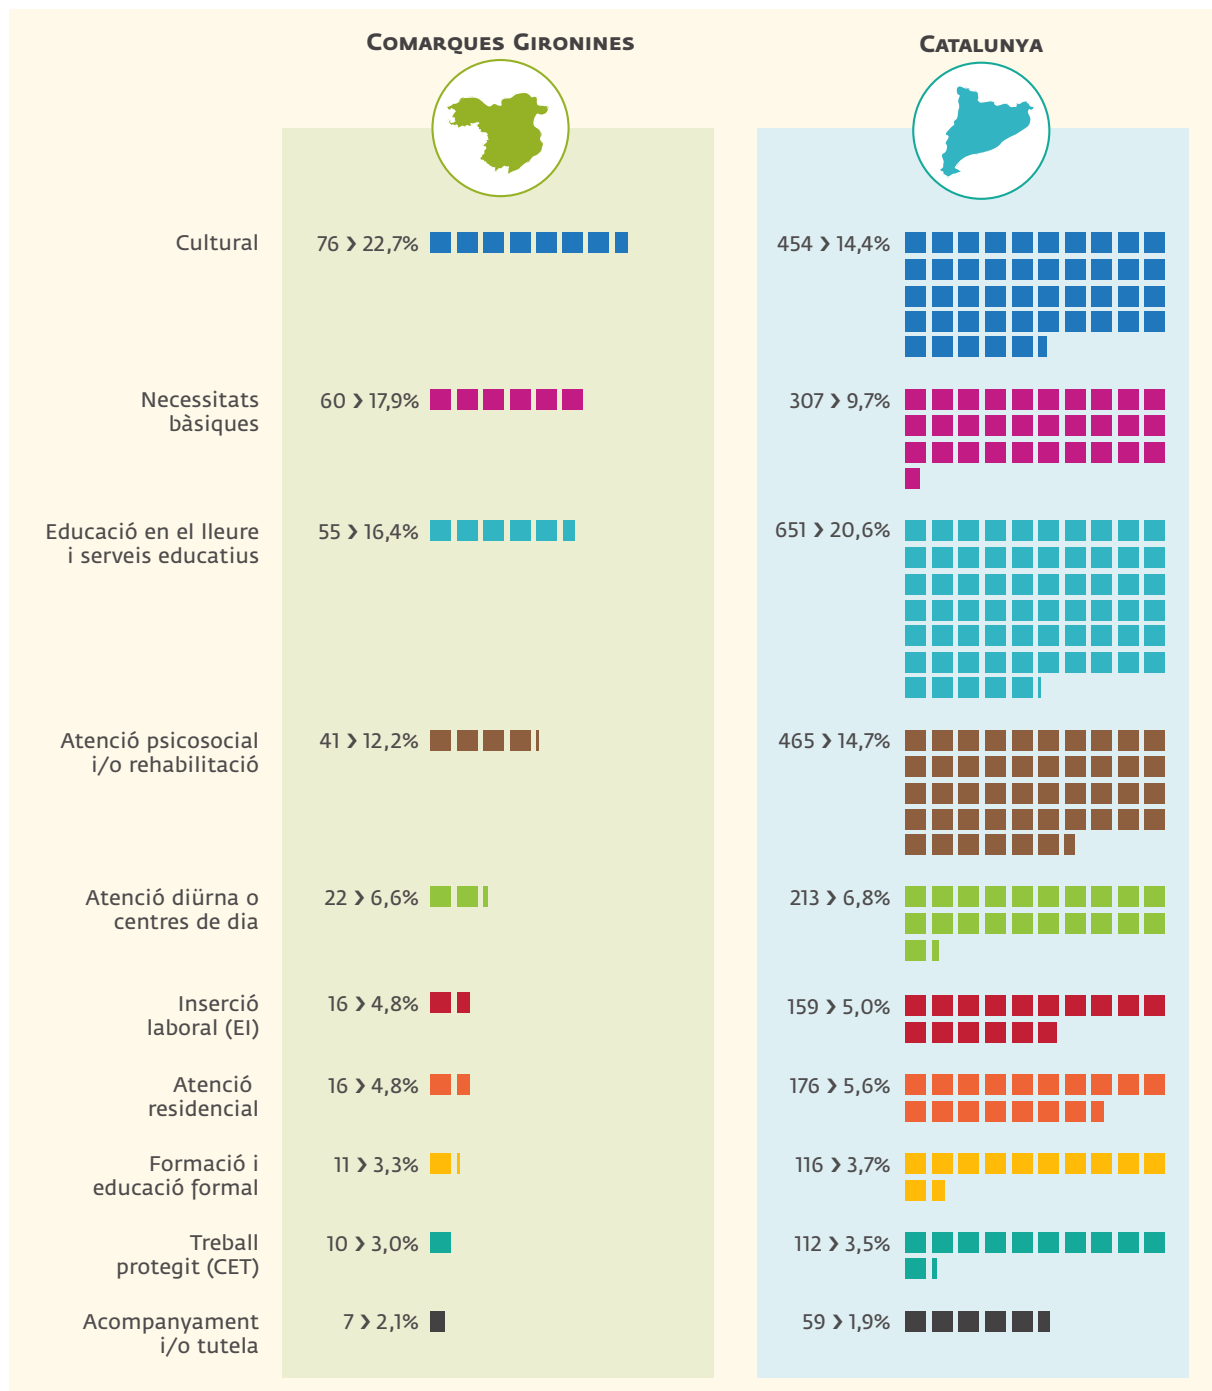 Comarques Gironines
Catalunya
Cultural
76 › 22,7%
454 › 14,4%
Necessitats
bàsiques
60 › 17,9%
307 › 9,7%
Educació en el lleure
i serveis educatius
55 › 16,4%
651 › 20,6%
Atenció psicosocial
i/o rehabilitació
41 › 12,2%
465 › 14,7%
Atenció diürna o
centres de dia
22 › 6,6%
213 › 6,8%
Inserció
laboral (EI)
16 › 4,8%
159 › 5,0%
Atenció
residencial
16 › 4,8%
176 › 5,6%
Formació i
educació formal
11 › 3,3%
116 › 3,7%
Treball
protegit (CET)
10 › 3,0%
112 › 3,5%
Acompanyament
i/o tutela
7 › 2,1%
59 › 1,9%